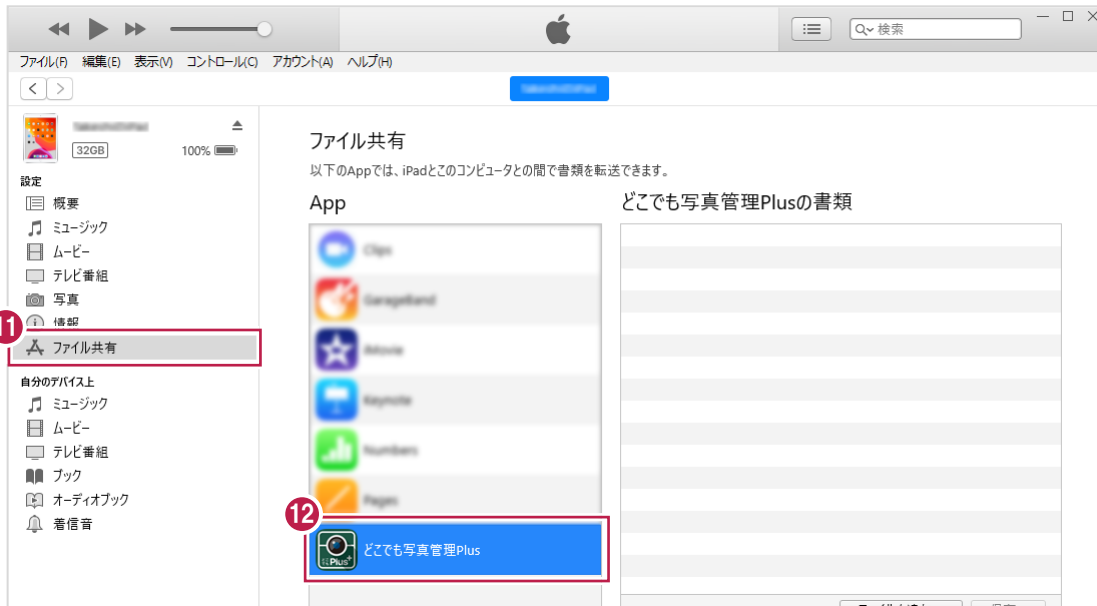 検索
ファイル(F) 編集(E) 表示(V) コントロール(C) アカウント(A) ヘルプ(H)
32GB 100%
設定
概要
ミュージック
ムービー
テレビ番組
写真
情報
11
ファイル共有
自分のデバイス上
ミュージック
ムービー
テレビ番組
ブック
オーディオブック
着信音
ファイル共有
以下のAppでは、iPadとこのコンピュータとの間で書類を転送できます。
App
Clips
GarageBand
iMovie
Keynote
Numbers
Pages
12
Plus+
どこでも写真管理Plus
どこでも写真管理Plusの書類